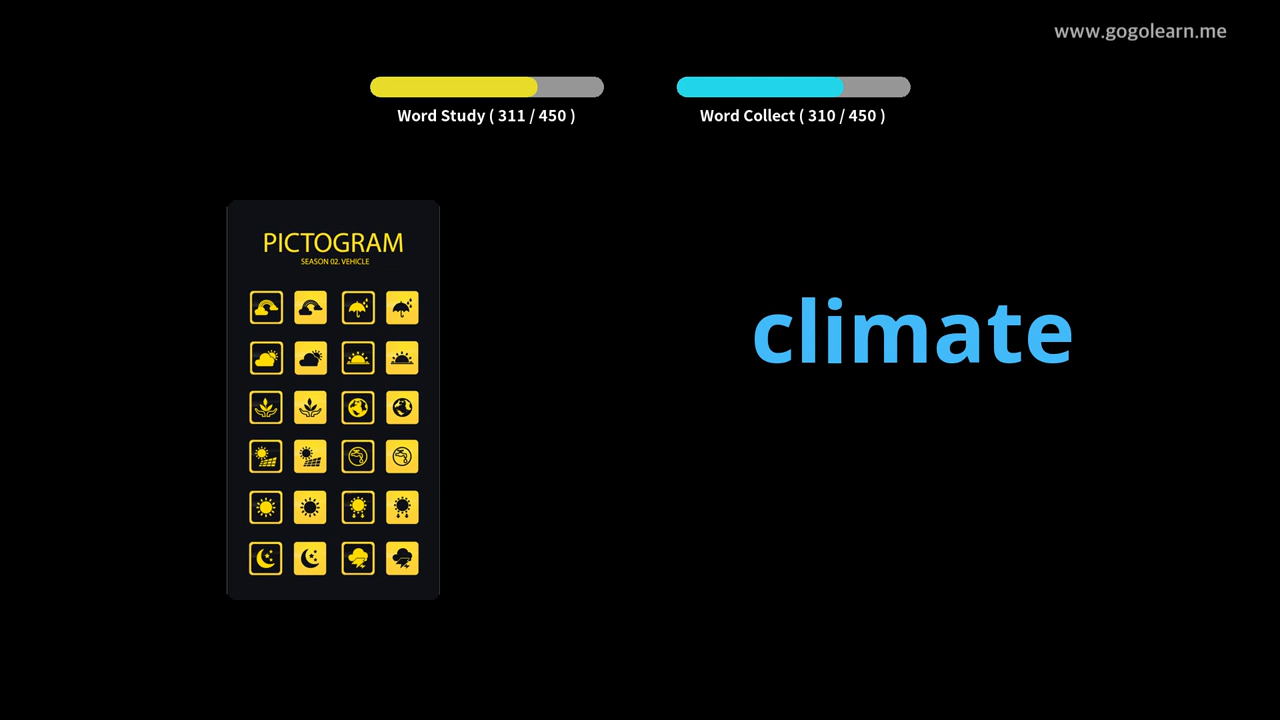 www.gogolearn.me
Word Study ( 311 / 450 )
Word Collect ( 310 / 450 )
PICTOGRAM
SEASON 02. VEHICLE
climate